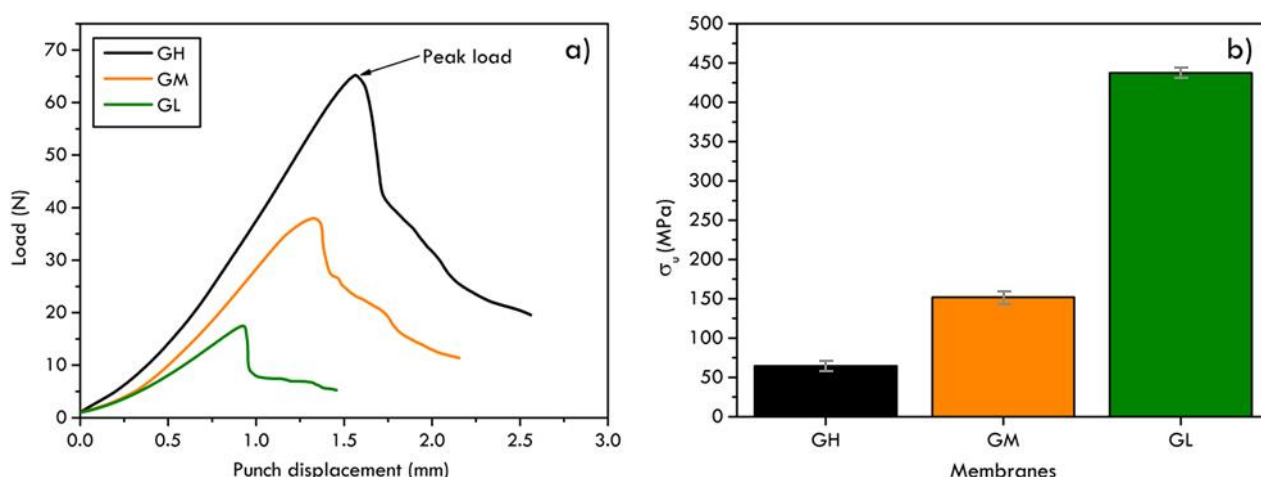 a)
GH
GM
GL
Peak load
Load (N)
70
60
50
40
30
20
10
0
0.0 0.5 1.0 1.5 2.0 2.5 3.0
Punch displacement (mm)
b)
σu (MPa)
500
450
400
350
300
250
200
150
100
50
0
GH GM GL
Membranes